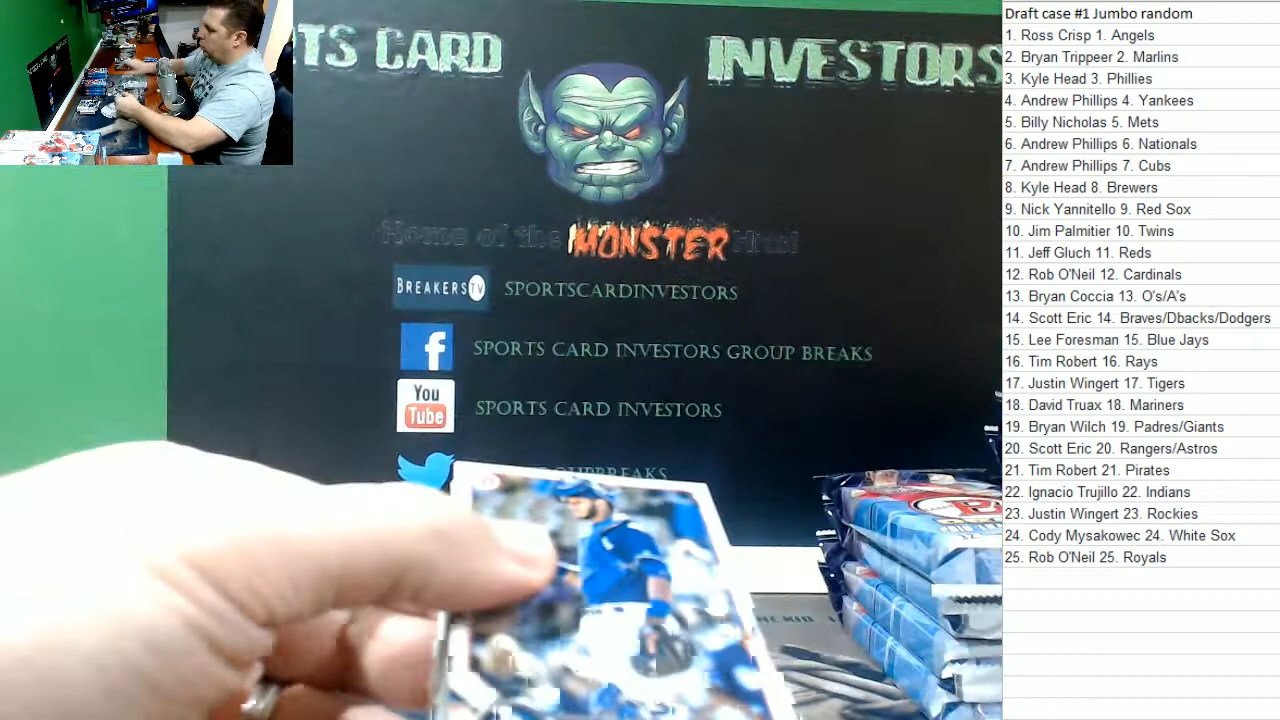 TS CARD INVESTORS
Home of the MONSTER
BREAKERS TV SPORTSCARDINVESTORS
f SPORTS CARD INVESTORS GROUP BREAKS
You Tube SPORTS CARD INVESTORS
Draft case #1 Jumbo random
1. Ross Crisp 1. Angels
2. Bryan Trippeer 2. Marlins
3. Kyle Head 3. Phillies
4. Andrew Phillips 4. Yankees
5. Billy Nicholas 5. Mets
6. Andrew Phillips 6. Nationals
7. Andrew Phillips 7. Cubs
8. Kyle Head 8. Brewers
9. Nick Yannitello 9. Red Sox
10. Jim Palmitier 10. Twins
11. Jeff Gluch 11. Reds
12. Rob O'Neil 12. Cardinals
13. Bryan Coccia 13. O's/A's
14. Scott Eric 14. Braves/Dbacks/Dodgers
15. Lee Foresman 15. Blue Jays
16. Tim Robert 16. Rays
17. Justin Wingert 17. Tigers
18. David Truax 18. Mariners
19. Bryan Wilch 19. Padres/Giants
20. Scott Eric 20. Rangers/Astros
21. Tim Robert 21. Pirates
22. Ignacio Trujillo 22. Indians
23. Justin Wingert 23. Rockies
24. Cody Mysakowec 24. White Sox
25. Rob O'Neil 25. Royals